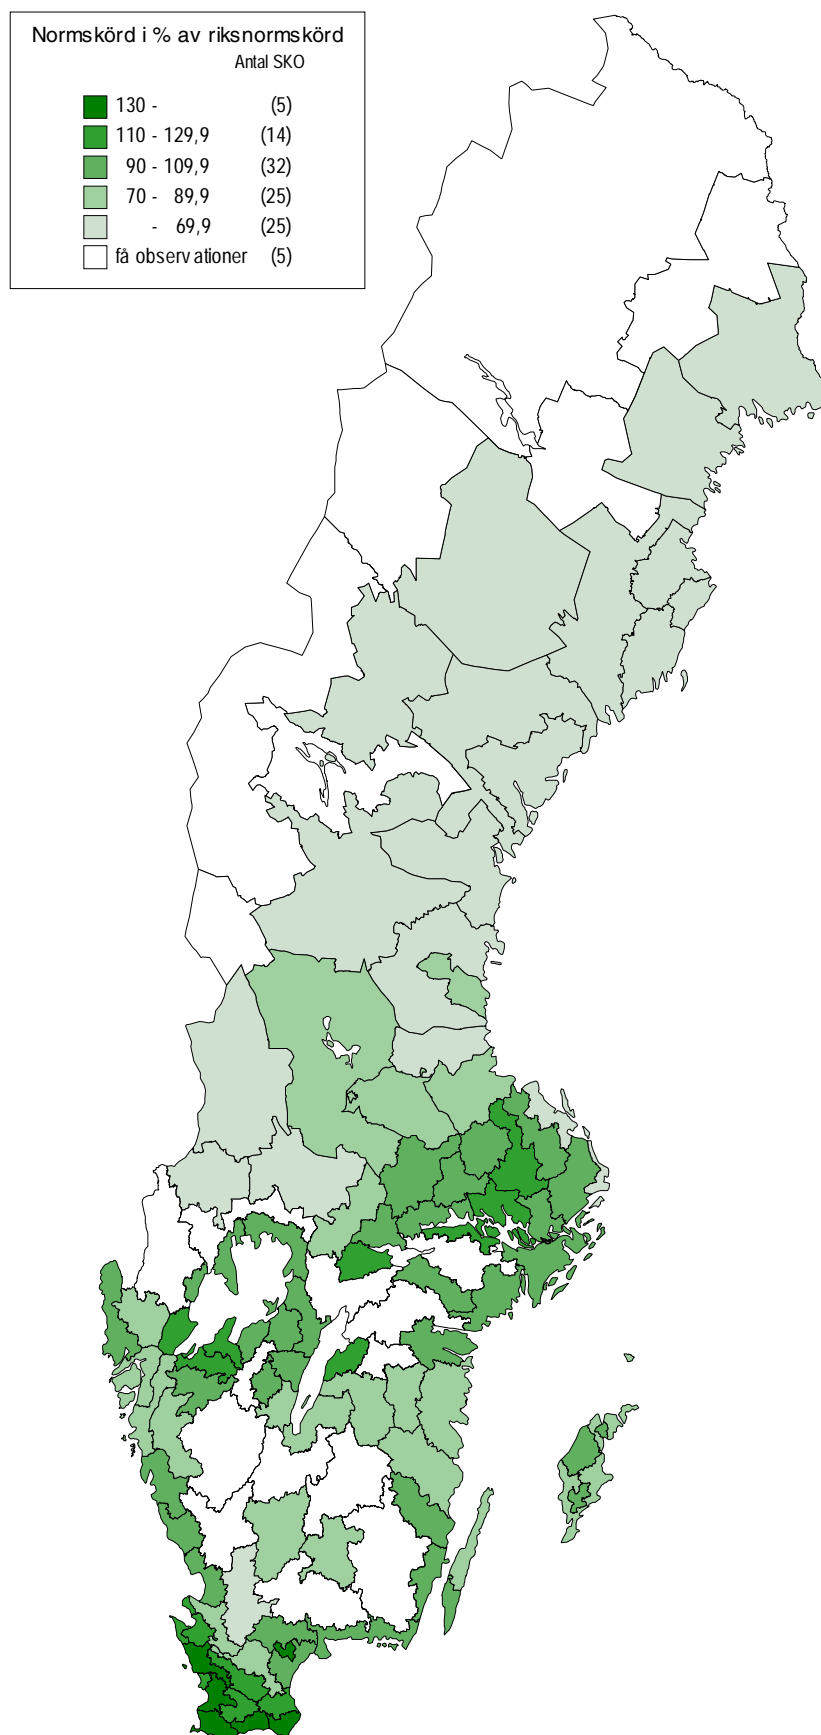 Normskörd i % av riksnormskörd
Antal SKO
130 - (5)
110 - 129,9 (14)
90 - 109,9 (32)
70 - 89,9 (25)
- 69,9 (25)
få observationer (5)